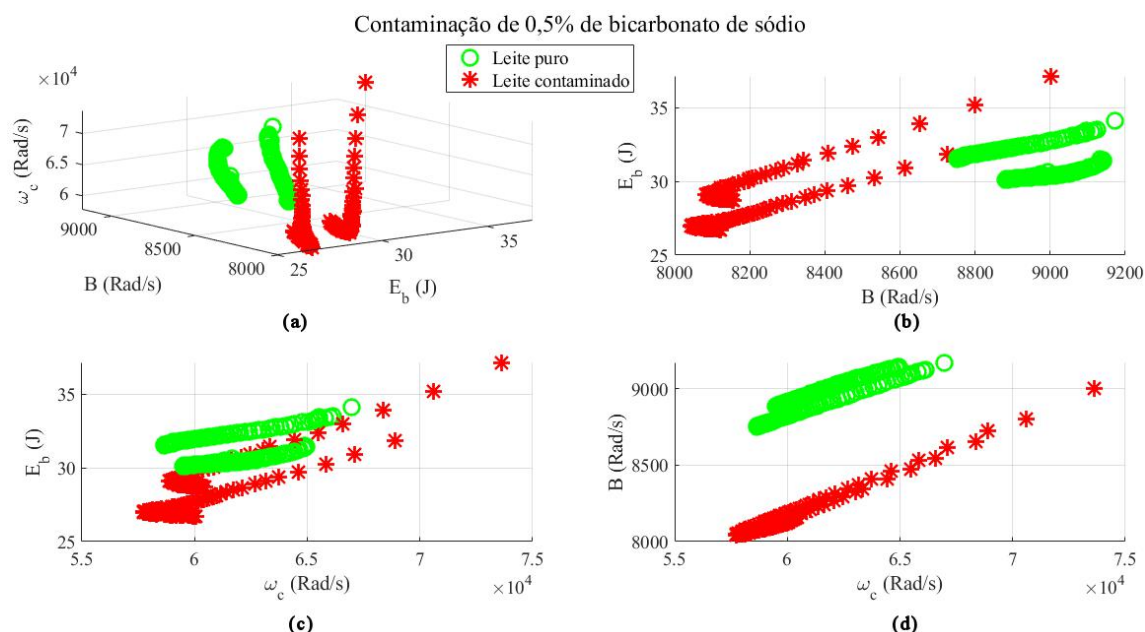 Contaminação de 0,5% de bicarbonato de sódio
Leite puro
Leite contaminado
×10⁴
7
6.5
6
ω_c (Rad/s)
9000
8500
8000
B (Rad/s)
25
30
35
E_b (J)
(a)
35
30
25
E_b (J)
8000 8200 8400 8600 8800 9000 9200
B (Rad/s)
(b)
35
30
25
E_b (J)
5.5 6 6.5 7 7.5
×10⁴
ω_c (Rad/s)
(c)
9000
8500
8000
B (Rad/s)
5.5 6 6.5 7 7.5
×10⁴
ω_c (Rad/s)
(d)